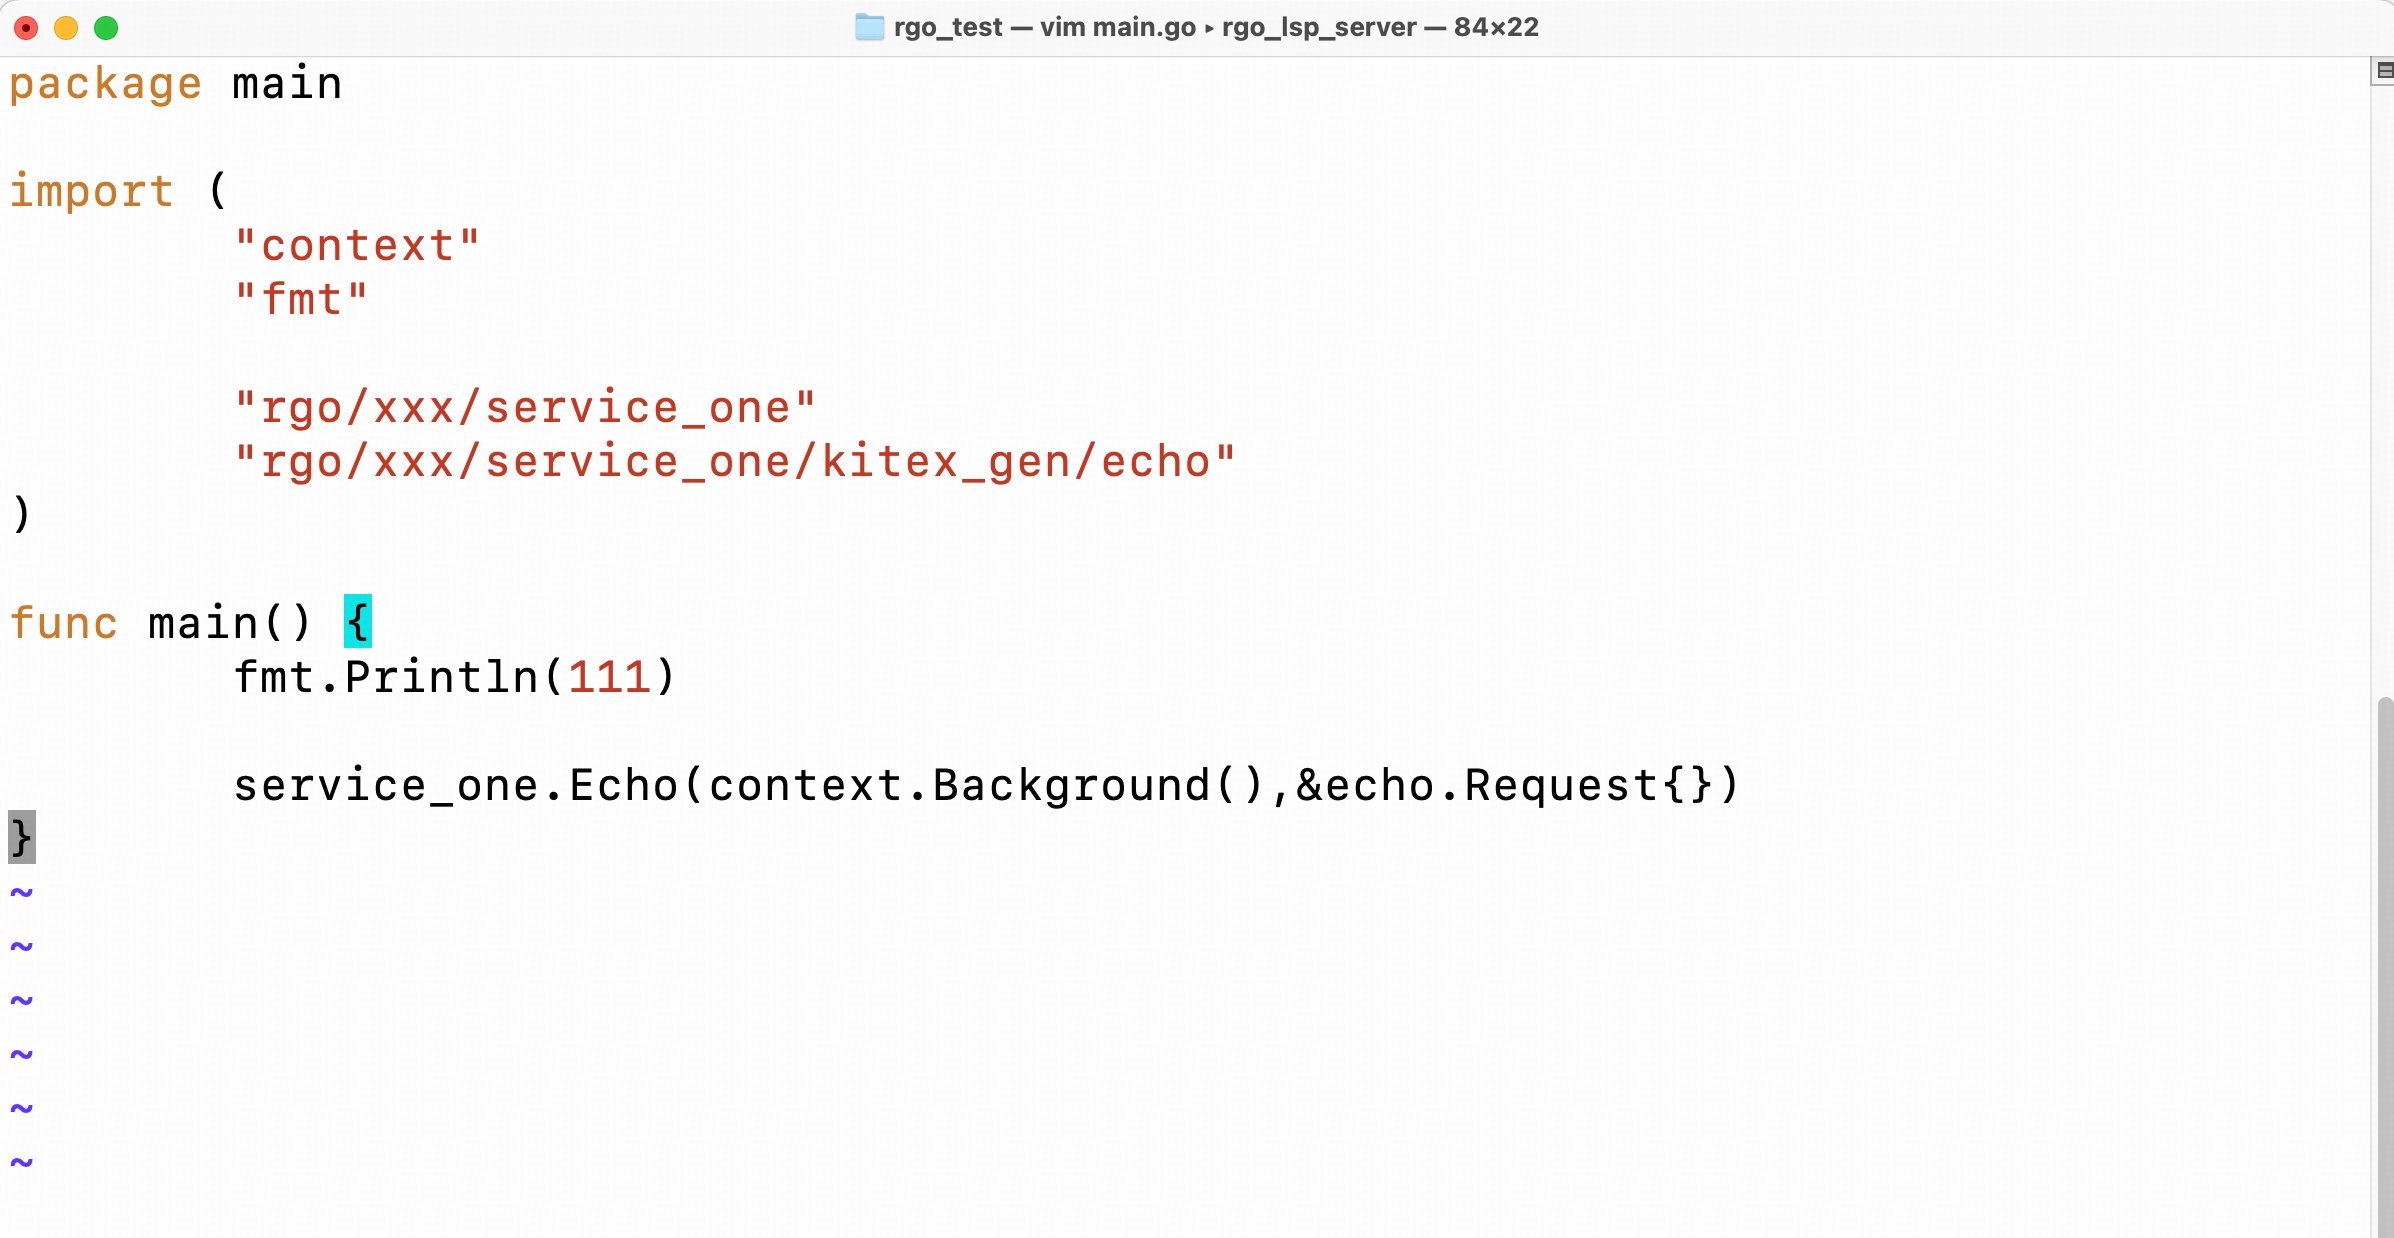 rgo_test — vim main.go ▸ rgo_lsp_server — 84×22
package main

import (
        "context"
        "fmt"

        "rgo/xxx/service_one"
        "rgo/xxx/service_one/kitex_gen/echo"
)

func main() {
        fmt.Println(111)

        service_one.Echo(context.Background(),&echo.Request{})
}
~
~
~
~
~
~